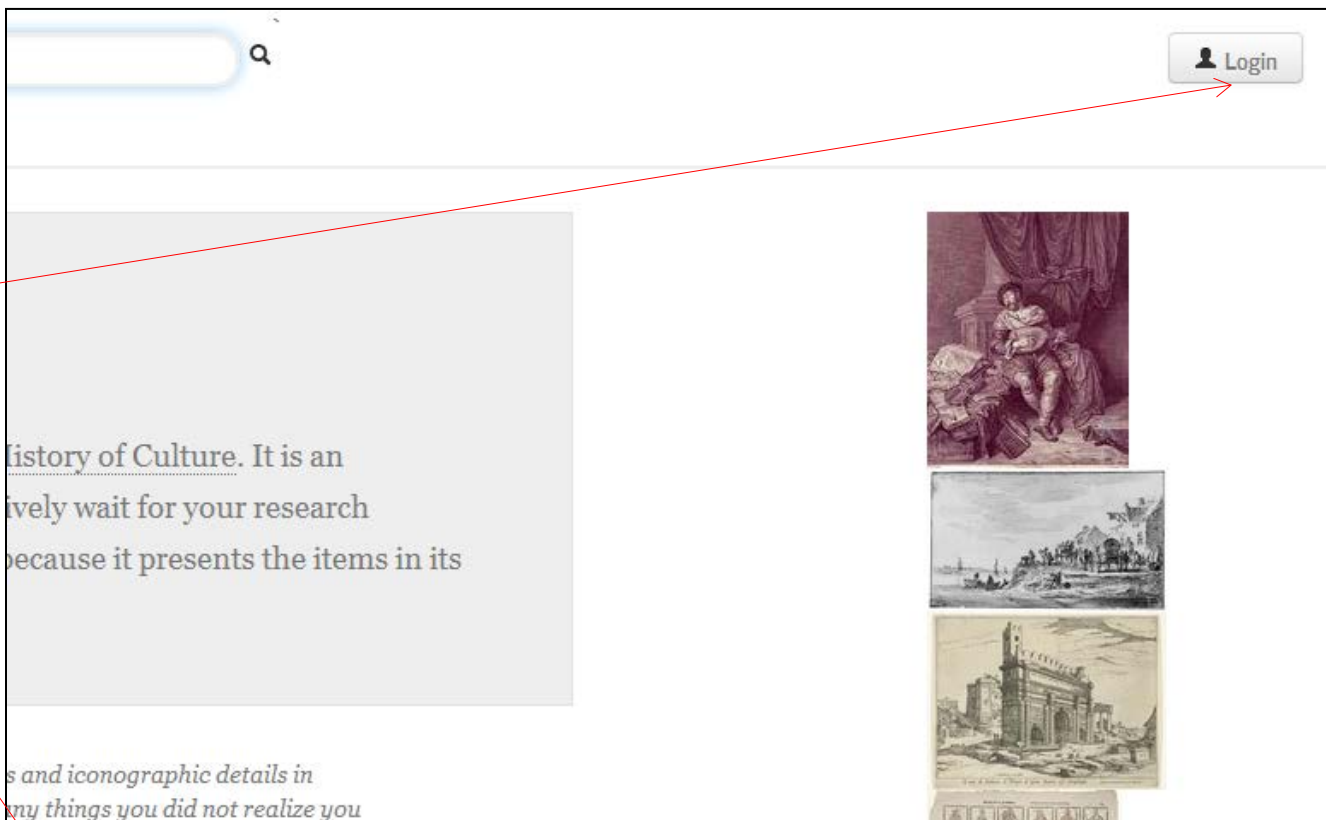 Login
History of Culture. It is an
ively wait for your research
because it presents the items in its
s and iconographic details in
any things you did not realize you